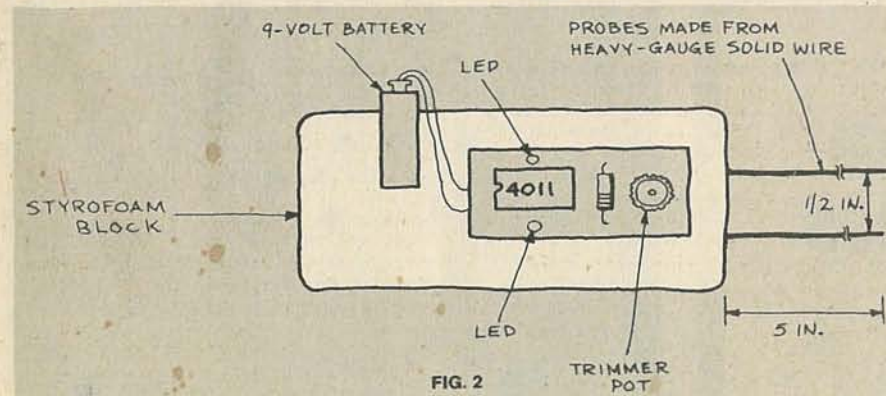 9-VOLT BATTERY
PROBES MADE FROM
HEAVY-GAUGE SOLID WIRE
LED
4011
STYROFOAM
BLOCK
1/2 IN.
LED
5 IN.
TRIMMER
POT
FIG. 2